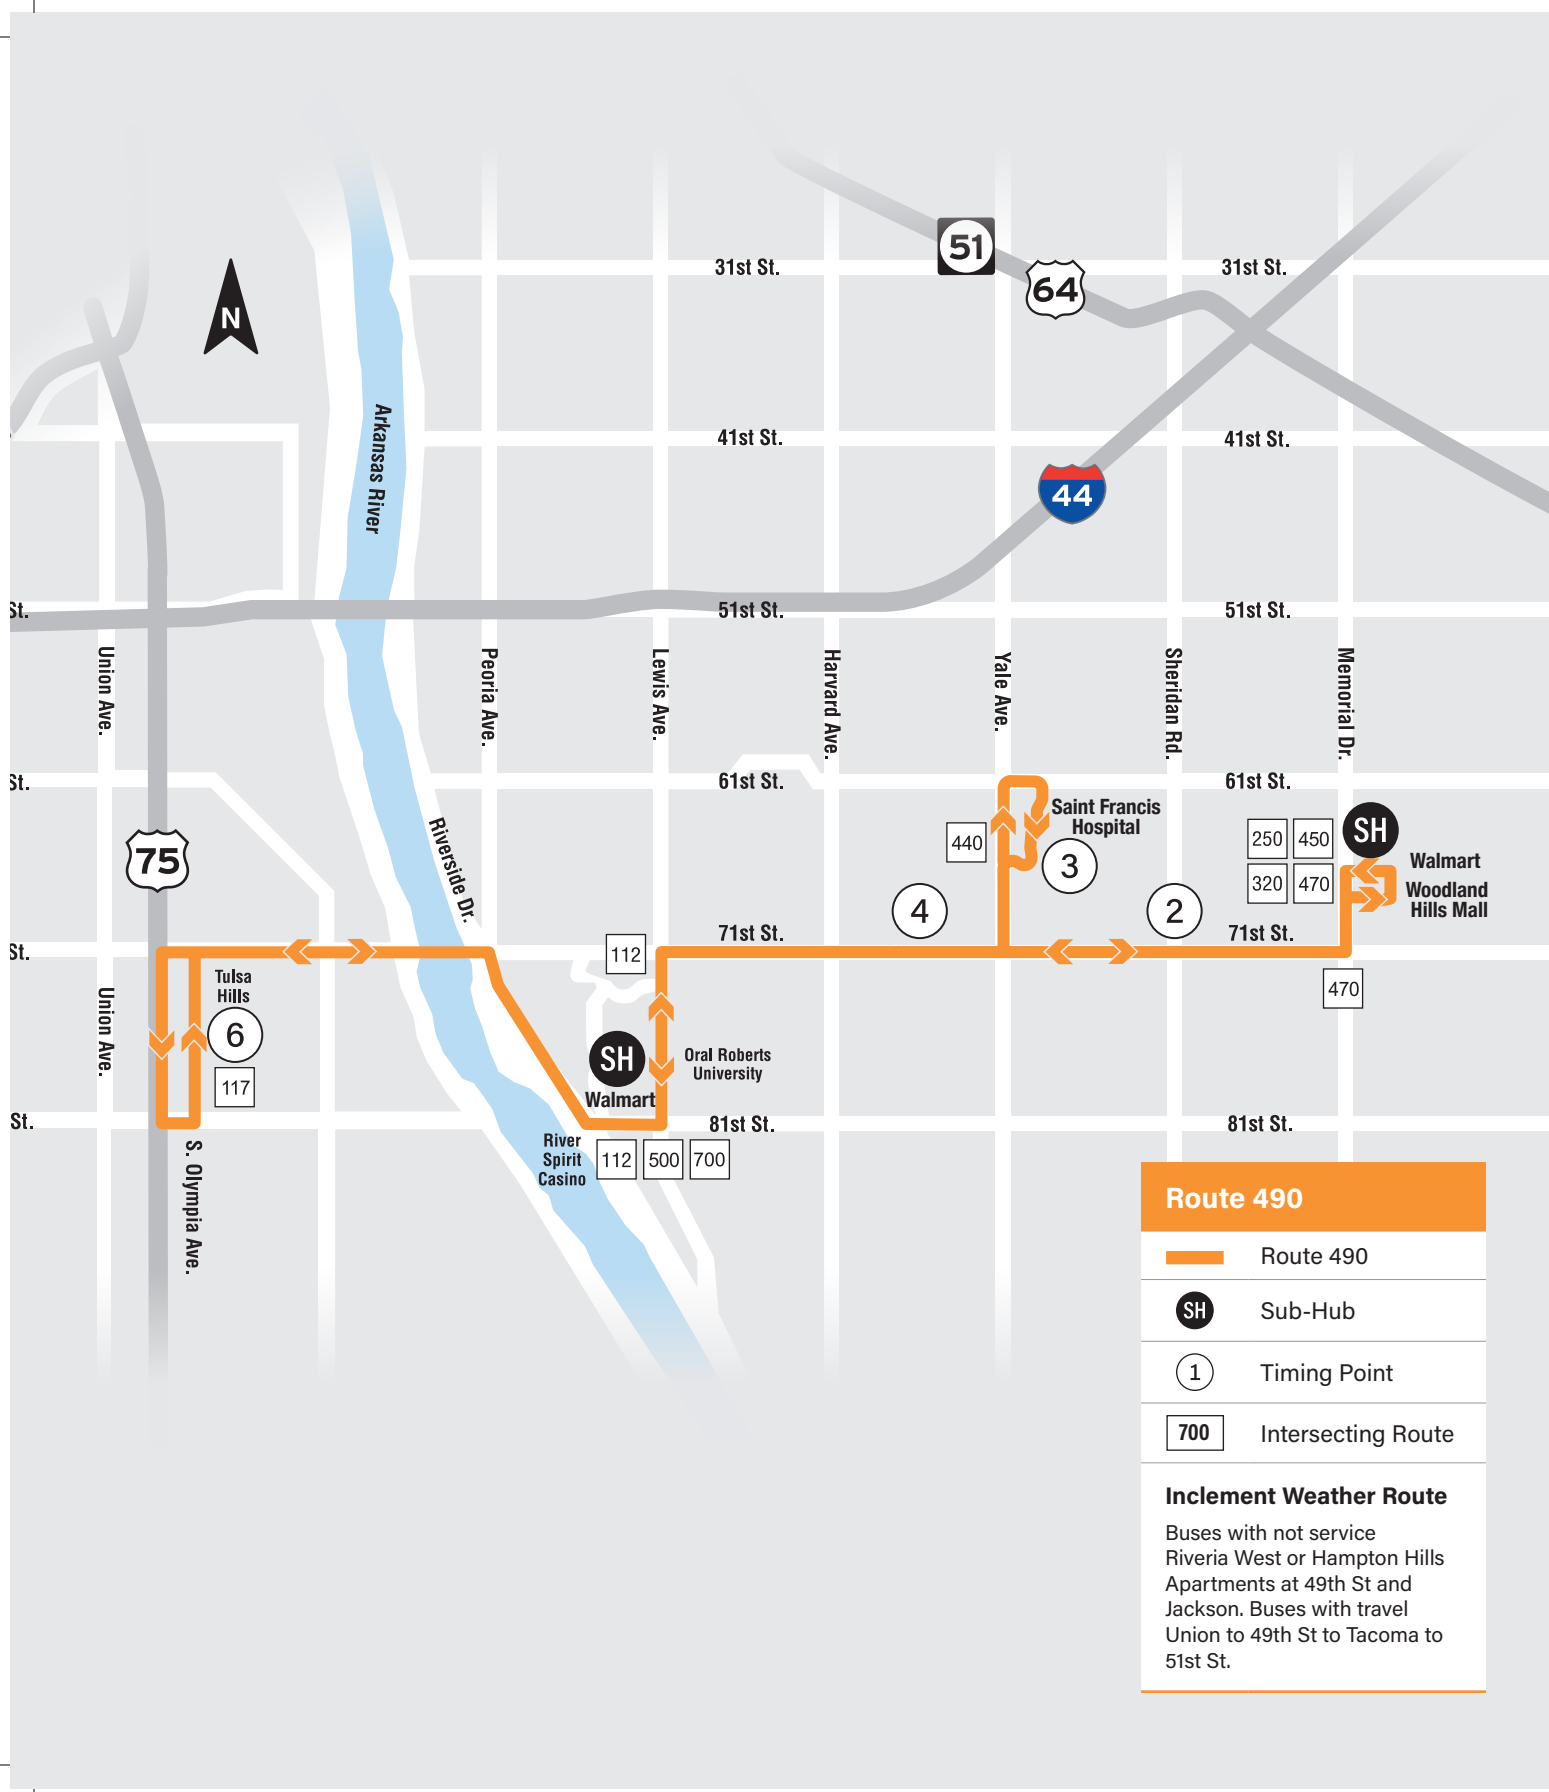 51
64
31st St.
31st St.
N
Arkansas River
41st St.
41st St.
44
St.
51st St.
51st St.
Union Ave.
Peoria Ave.
Lewis Ave.
Harvard Ave.
Yale Ave.
Sheridan Rd.
Memorial Dr.
St.
61st St.
61st St.
Riverside Dr.
75
440
Saint Francis
Hospital
3
250
450
SH
320
470
Walmart
Woodland
Hills Mall
4
2
St.
71st St.
71st St.
112
470
Union Ave.
Tulsa
Hills
6
117
SH
Walmart
Oral Roberts
University
St.
81st St.
81st St.
S. Olympia Ave.
River
Spirit
Casino
112
500
700
Route 490
Route 490
SH
Sub-Hub
1
Timing Point
700
Intersecting Route
Inclement Weather Route
Buses with not service
Riveria West or Hampton Hills
Apartments at 49th St and
Jackson. Buses with travel
Union to 49th St to Tacoma to
51st St.